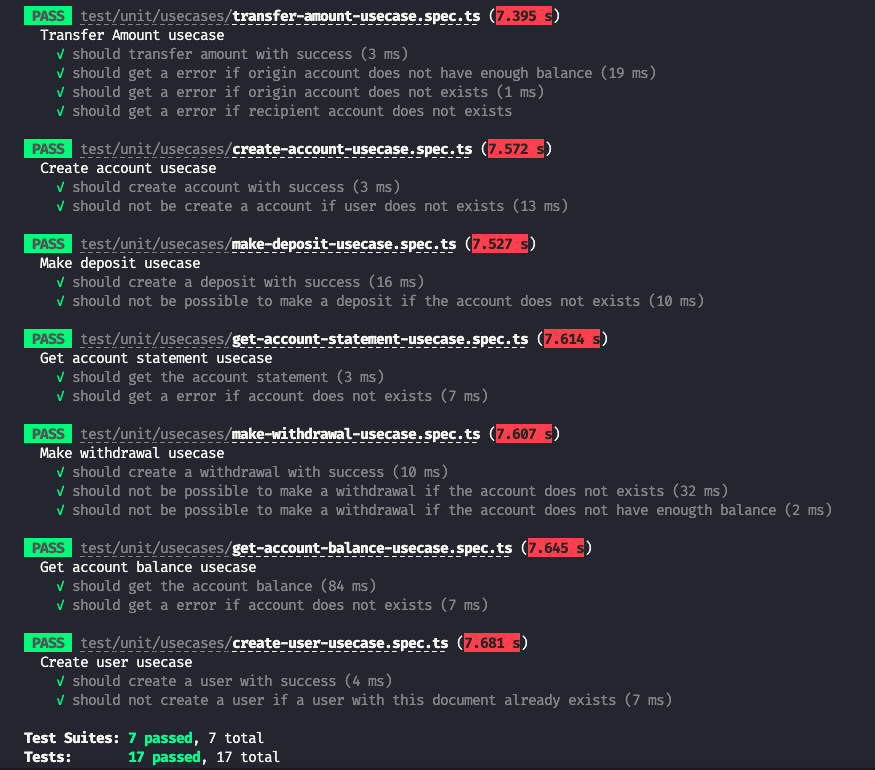 PASS test/unit/usecases/transfer-amount-usecase.spec.ts (7.395 s)
Transfer Amount usecase
√ should transfer amount with success (3 ms)
√ should get a error if origin account does not have enough balance (19 ms)
√ should get a error if origin account does not exists (1 ms)
√ should get a error if recipient account does not exists
PASS test/unit/usecases/create-account-usecase.spec.ts (7.572 s)
Create account usecase
√ should create account with success (3 ms)
√ should not be create a account if user does not exists (13 ms)
PASS test/unit/usecases/make-deposit-usecase.spec.ts (7.527 s)
Make deposit usecase
√ should create a deposit with success (16 ms)
√ should not be possible to make a deposit if the account does not exists (10 ms)
PASS test/unit/usecases/get-account-statement-usecase.spec.ts (7.614 s)
Get account statement usecase
√ should get the account statement (3 ms)
√ should get a error if account does not exists (7 ms)
PASS test/unit/usecases/make-withdrawal-usecase.spec.ts (7.607 s)
Make withdrawal usecase
√ should create a withdrawal with success (10 ms)
√ should not be possible to make a withdrawal if the account does not exists (32 ms)
√ should not be possible to make a withdrawal if the account does not have enougth balance (2 ms)
PASS test/unit/usecases/get-account-balance-usecase.spec.ts (7.645 s)
Get account balance usecase
√ should get the account balance (84 ms)
√ should get a error if account does not exists (7 ms)
PASS test/unit/usecases/create-user-usecase.spec.ts (7.681 s)
Create user usecase
√ should create a user with success (4 ms)
√ should not create a user if a user with this document already exists (7 ms)
Test Suites: 7 passed, 7 total
Tests: 17 passed, 17 total